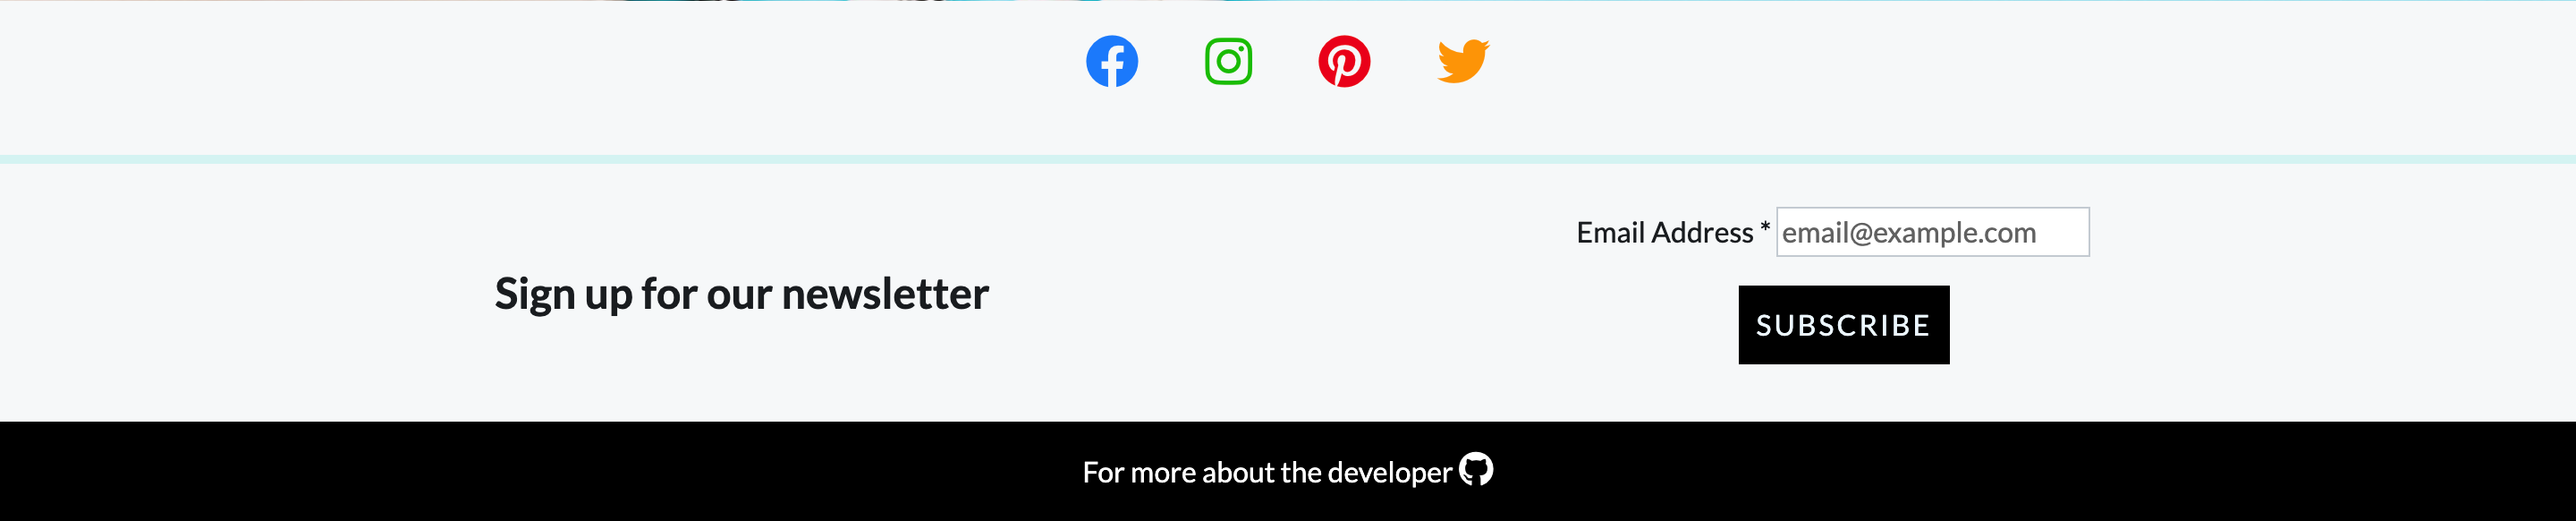 Email Address * email@example.com
Sign up for our newsletter
SUBSCRIBE
For more about the developer